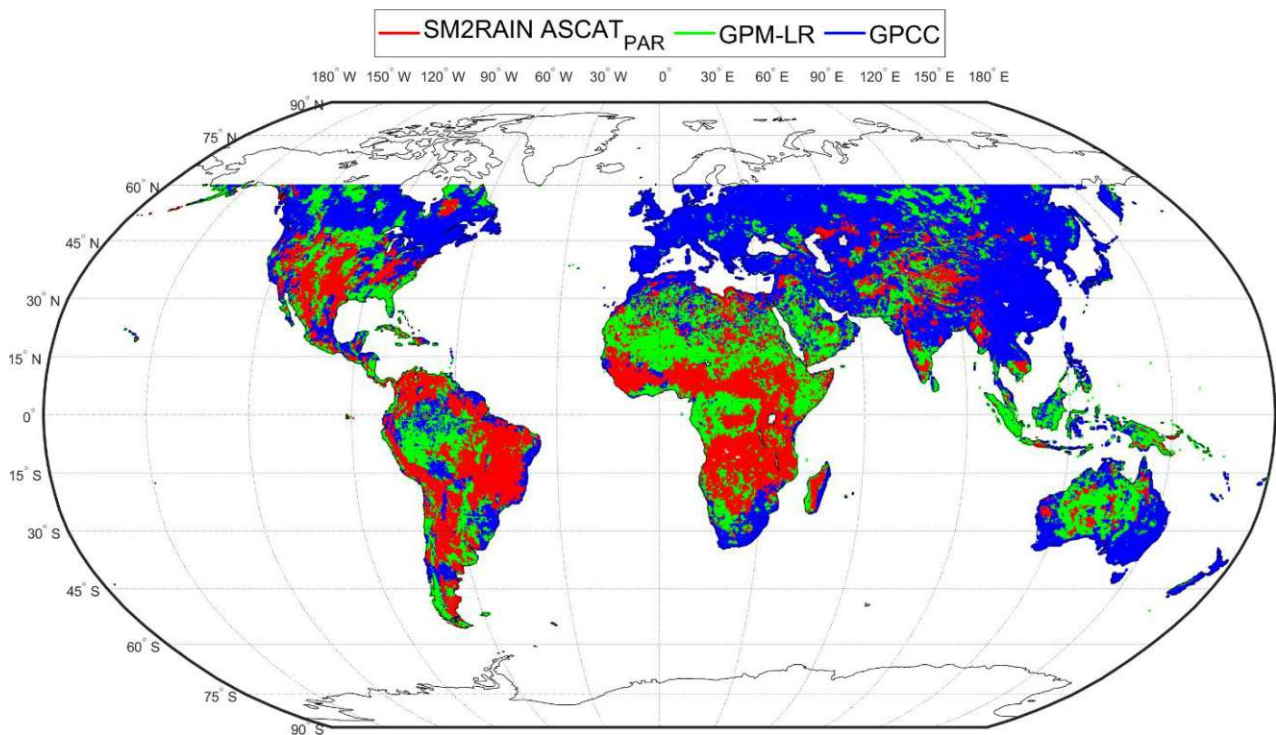 SM2RAIN ASCAT_PAR GPM-LR GPCC
180° W 150° W 120° W 90° W 60° W 30° W 0° 30° E 60° E 90° E 120° E 150° E 180° E
90° N
75° N
60° N
45° N
30° N
15° N
0°
15° S
30° S
45° S
60° S
75° S
90° S